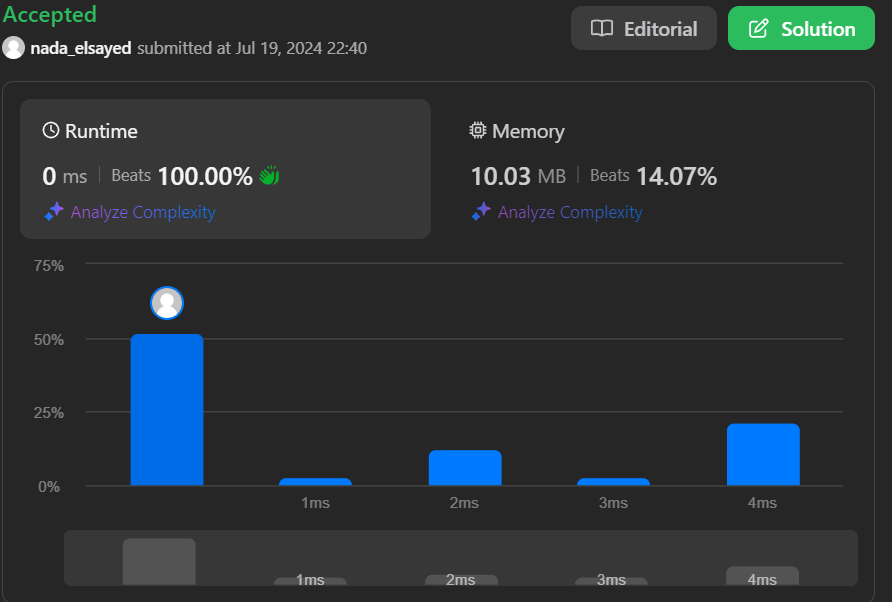 Accepted
nada_elsayed submitted at Jul 19, 2024 22:40
Editorial
Solution
Runtime
0 ms | Beats 100.00%
Analyze Complexity
Memory
10.03 MB | Beats 14.07%
Analyze Complexity
75%
50%
25%
0%
1ms 2ms 3ms 4ms
1ms 2ms 3ms 4ms